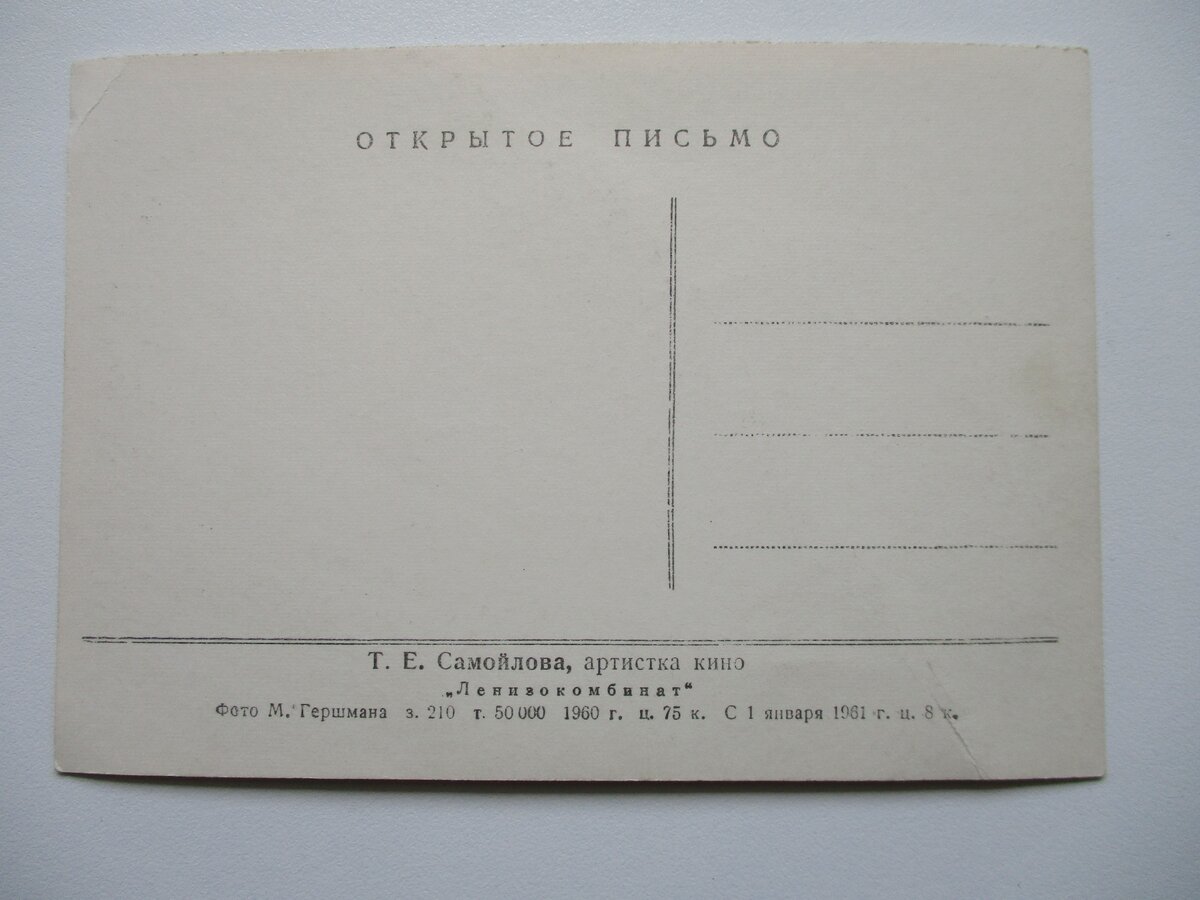 ОТКРЫТОЕ ПИСЬМО
Т. Е. Самойлова, артистка кино
„Ленизокомбинат“
Фото М. Гершмана з. 210 т. 50 000 1960 г. ц. 75 к. С 1 января 1961 г. ц. 8 к.